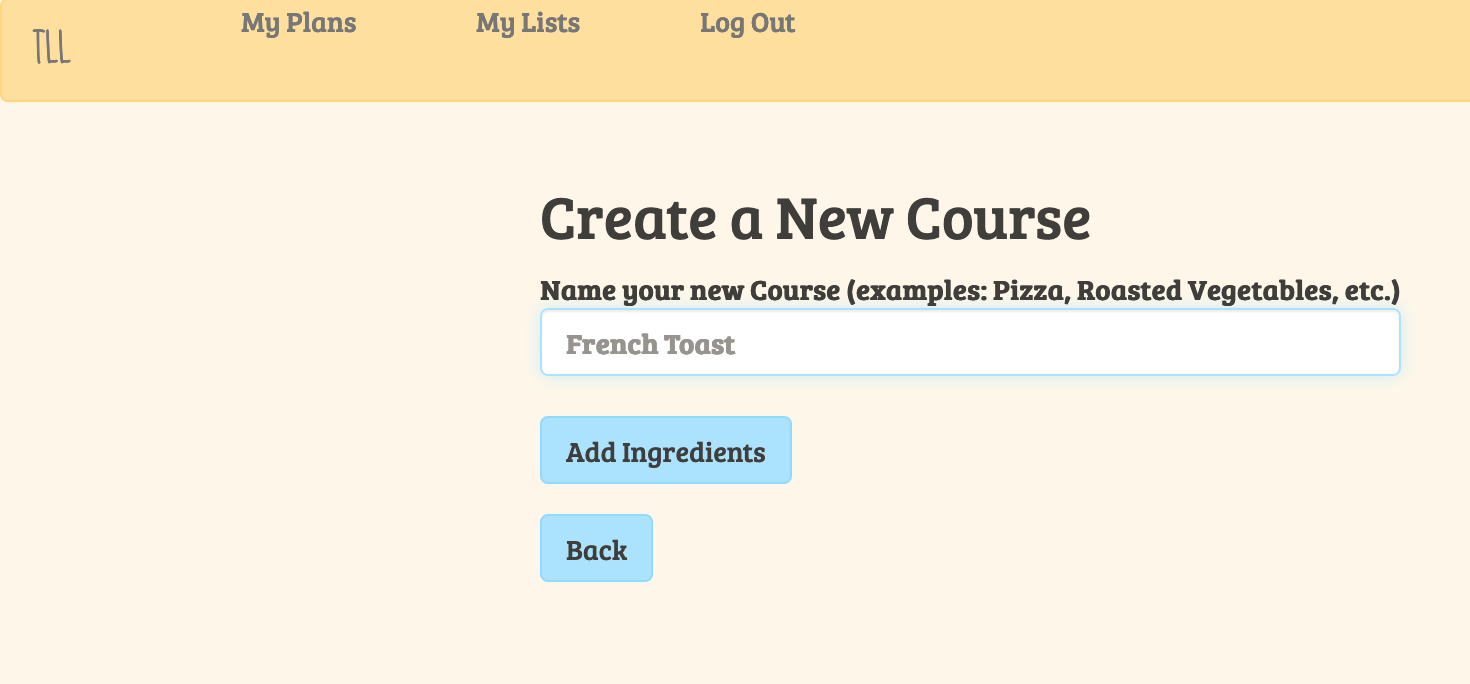 TLL
My Plans My Lists Log Out
Create a New Course
Name your new Course (examples: Pizza, Roasted Vegetables, etc.)
French Toast
Add Ingredients
Back